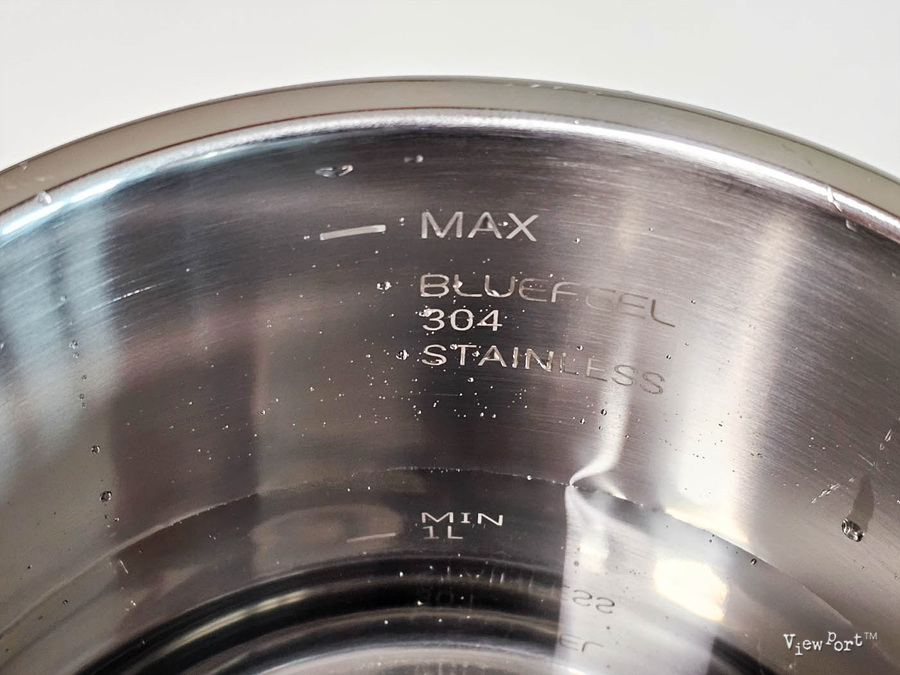 MAX
BLUEFEEL
304
STAINLESS
MIN
1L
ViewPort™